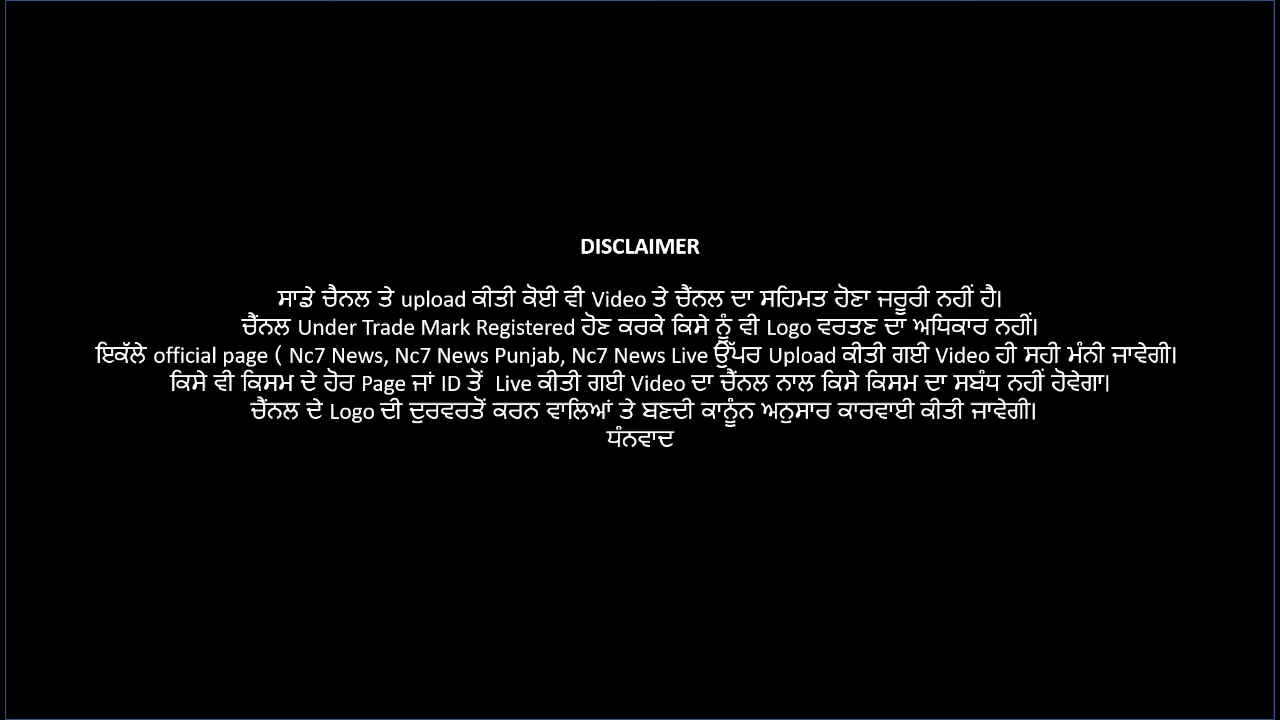 DISCLAIMER
ਸਾਡੇ ਚੈਨਲ ਤੇ upload ਕੀਤੀ ਕੋਈ ਵੀ Video ਤੇ ਚੈਂਨਲ ਦਾ ਸਹਿਮਤ ਹੋਣਾ ਜਰੂਰੀ ਨਹੀਂ ਹੈ।
ਚੈਂਨਲ Under Trade Mark Registered ਹੋਣ ਕਰਕੇ ਕਿਸੇ ਨੂੰ ਵੀ Logo ਵਰਤਣ ਦਾ ਅਧਿਕਾਰ ਨਹੀਂ।
ਇਕੱਲੇ official page ( Nc7 News, Nc7 News Punjab, Nc7 News Live ਉੱਪਰ Upload ਕੀਤੀ ਗਈ Video ਹੀ ਸਹੀ ਮੰਨੀ ਜਾਵੇਗੀ।
ਕਿਸੇ ਵੀ ਕਿਸਮ ਦੇ ਹੋਰ Page ਜਾਂ ID ਤੋਂ  Live ਕੀਤੀ ਗਈ Video ਦਾ ਚੈਂਨਲ ਨਾਲ ਕਿਸੇ ਕਿਸਮ ਦਾ ਸਬੰਧ ਨਹੀਂ ਹੋਵੇਗਾ।
ਚੈਂਨਲ ਦੇ Logo ਦੀ ਦੁਰਵਰਤੋਂ ਕਰਨ ਵਾਲਿਆਂ ਤੇ ਬਣਦੀ ਕਾਨੂੰਨ ਅਨੁਸਾਰ ਕਾਰਵਾਈ ਕੀਤੀ ਜਾਵੇਗੀ।
ਧੰਨਵਾਦ